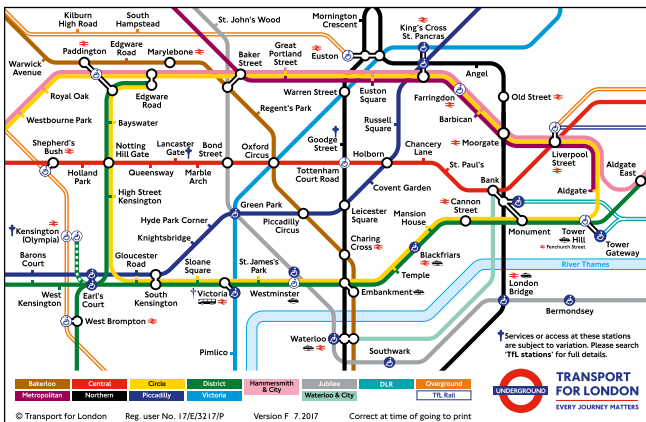 Kilburn
High Road
South
Hampstead
St. John's Wood
Mornington
Crescent
King's Cross
St. Pancras
Paddington
Edgware
Road
Marylebone
Baker
Street
Great
Portland
Street
Euston
Warwick
Avenue
Angel
Royal Oak
Edgware
Road
Warren Street
Euston
Square
Farringdon
Old Street
Westbourne Park
Bayswater
Regent's Park
Russell
Square
Barbican
Shepherd's
Bush
Notting
Hill Gate
Lancaster
Gate
Bond
Street
Oxford
Circus
Goodge
Street
Holborn
Chancery
Lane
Moorgate
Liverpool
Street
Aldgate
East
Holland
Park
Queensway
Marble
Arch
Tottenham
Court Road
St. Paul's
Bank
Aldgate
High Street
Kensington
Covent Garden
Green Park
Leicester
Square
Mansion
House
Cannon
Street
Hyde Park Corner
Piccadilly
Circus
Monument
Tower
Hill
Fenchurch Street
Tower
Gateway
Kensington
(Olympia)
Knightsbridge
Charing
Cross
Blackfriars
Barons
Court
Gloucester
Road
Sloane
Square
St. James's
Park
Temple
River Thames
West
Kensington
Earl's
Court
South
Kensington
Victoria
Westminster
Embankment
London
Bridge
Bermondsey
West Brompton
Pimlico
Waterloo
Southwark
Services or access at these stations
are subject to variation. Please search
'TfL stations' for full details.
Bakerloo
Central
Circle
District
Hammersmith
& City
Jubilee
DLR
Overground
Metropolitan
Northern
Piccadilly
Victoria
Waterloo & City
TfL Rail
UNDERGROUND
TRANSPORT
FOR LONDON
EVERY JOURNEY MATTERS
© Transport for London Reg. user No. 17/E/3217/P Version F 7.2017 Correct at time of going to print